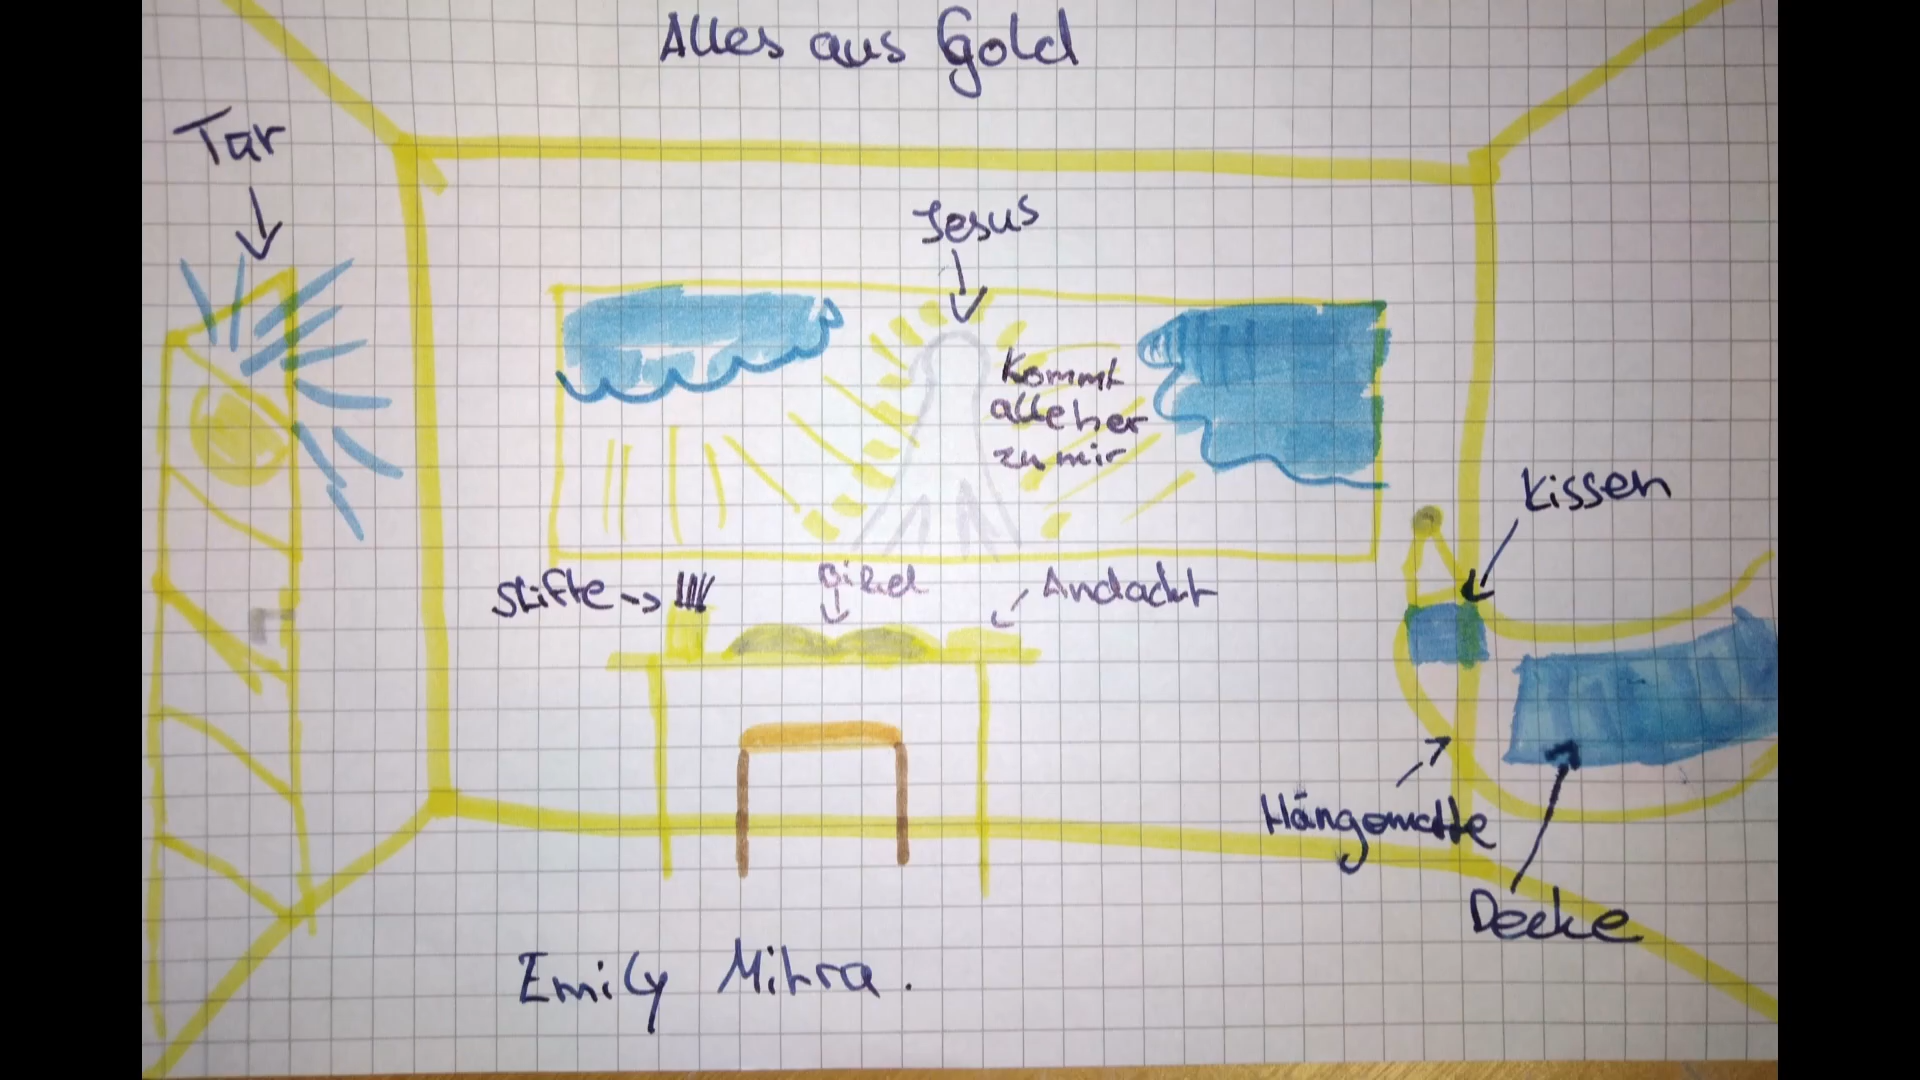 Alles aus Gold
Tür
Jesus
Kommt
alle her
zu mir
Kissen
Stifte
Bibel
Andacht
Hängematte
Decke
Emily Mitra.